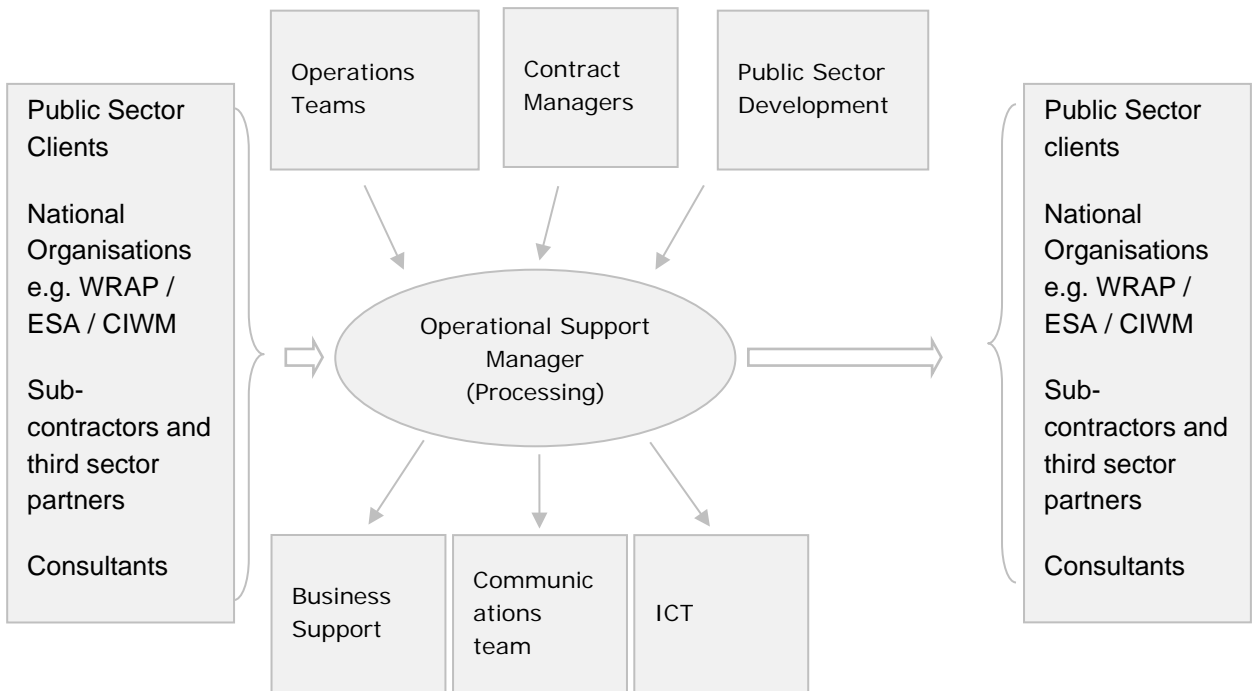 Public Sector
Clients
National
Organisations
e.g. WRAP /
ESA / CIWM
Sub-
contractors and
third sector
partners
Consultants
Operations
Teams
Contract
Managers
Public Sector
Development
Operational Support
Manager
(Processing)
Business
Support
Communic
ations
team
ICT
Public Sector
clients
National
Organisations
e.g. WRAP /
ESA / CIWM
Sub-
contractors and
third sector
partners
Consultants